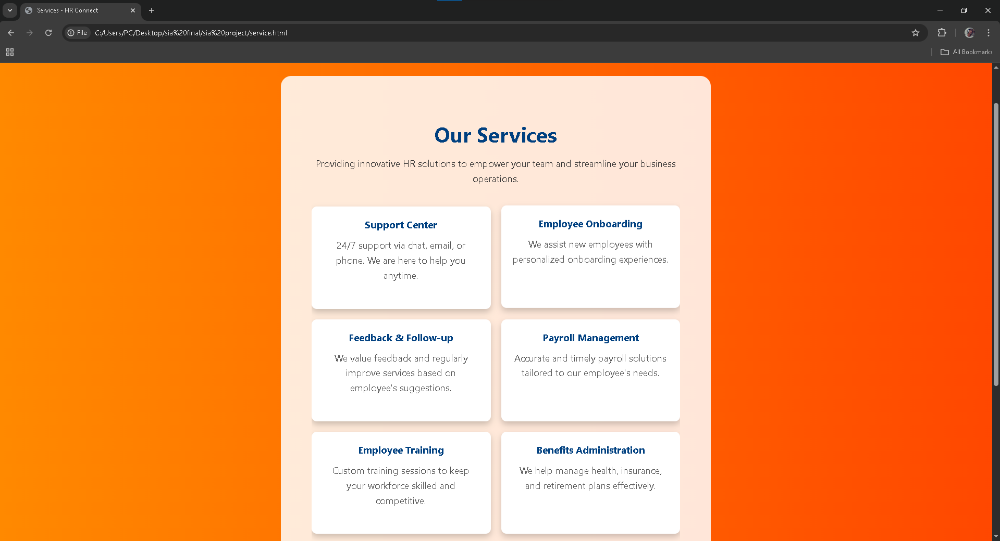 Services - HR Connect
File
C:/Users/PC/Desktop/sia%20final/sia%20project/service.html
All Bookmarks
Our Services
Providing innovative HR solutions to empower your team and streamline your business
operations.
Support Center
24/7 support via chat, email, or
phone. We are here to help you
anytime.
Employee Onboarding
We assist new employees with
personalized onboarding experiences.
Feedback & Follow-up
We value feedback and regularly
improve services based on
employee's suggestions.
Payroll Management
Accurate and timely payroll solutions
tailored to our employee's needs.
Employee Training
Custom training sessions to keep
your workforce skilled and
competitive.
Benefits Administration
We help manage health, insurance,
and retirement plans effectively.